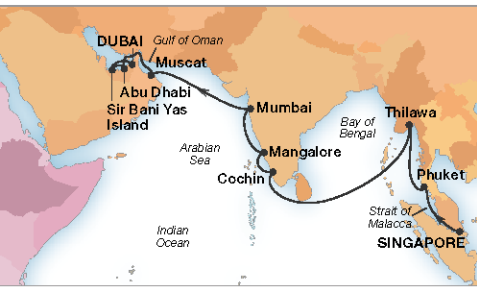 DUBAI
Gulf of Oman
Muscat
Abu Dhabi
Sir Bani Yas
Island
Mumbai
Thilawa
Bay of
Bengal
Arabian
Sea
Mangalore
Cochin
Phuket
Strait of
Malacca
Indian
Ocean
SINGAPORE